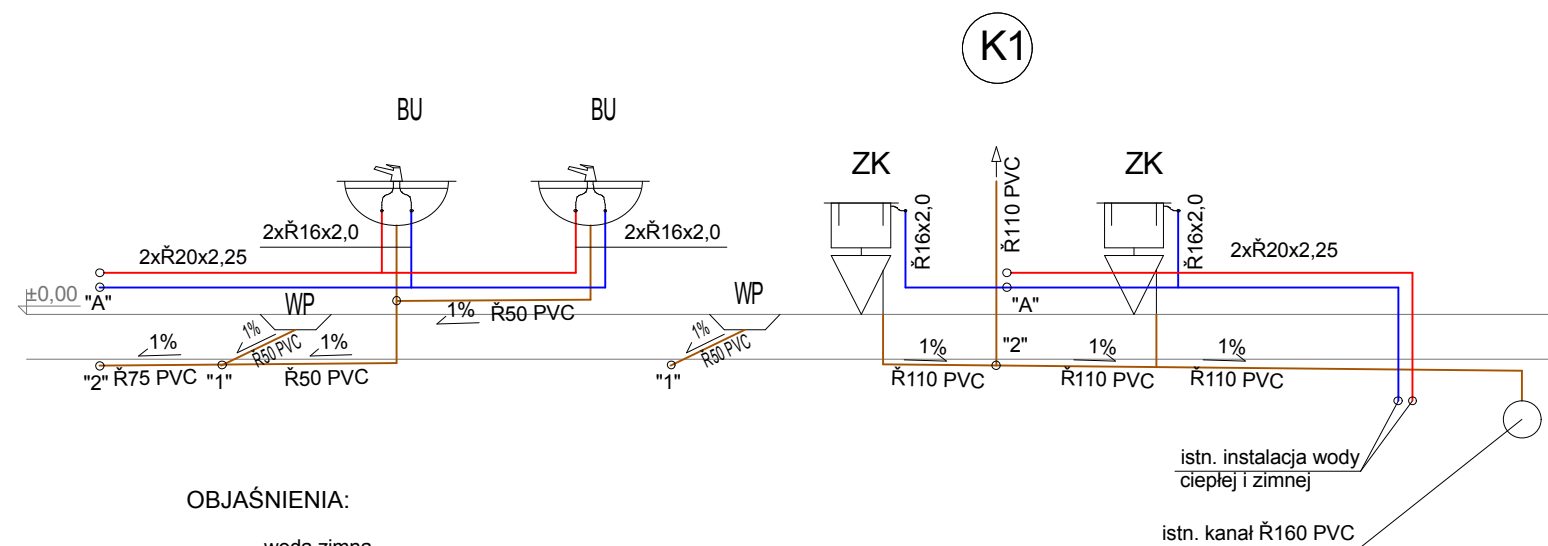 K1
BU
BU
ZK
ZK
Ř110 PVC
Ř16x2,0
Ř16x2,0
2xŘ16x2,0
2xŘ16x2,0
2xŘ20x2,25
2xŘ20x2,25
±0,00
"A"
WP
1%
Ř50 PVC
WP
"A"
1%
Ř50 PVC
1%
1%
1%
Ř50 PVC
"2"
1%
1%
1%
"2"
Ř75 PVC
"1"
Ř50 PVC
"1"
Ř110 PVC
Ř110 PVC
Ř110 PVC
istn. instalacja wody
ciepłej i zimnej
OBJAŚNIENIA:
istn. kanał Ř160 PVC
woda zimna